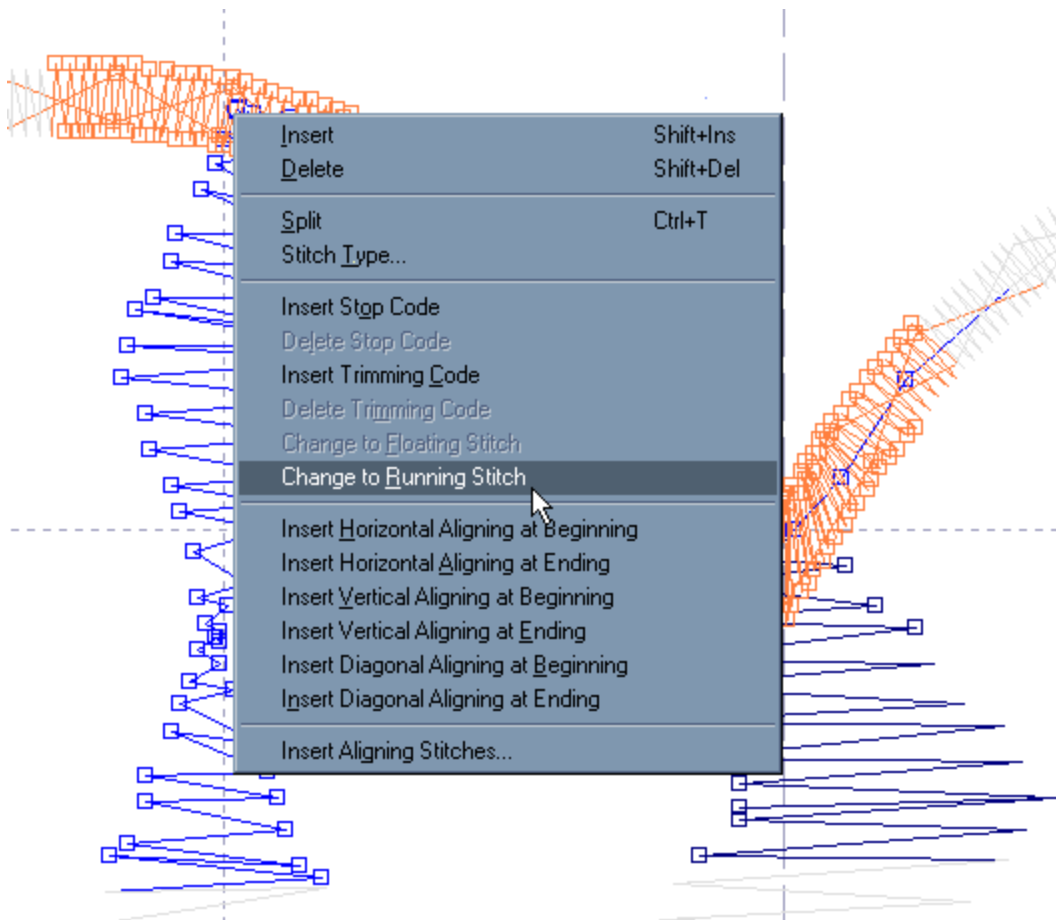 Insert Shift+Ins
Delete Shift+Del
Split Ctrl+T
Stitch Type...
Insert Stop Code
Delete Stop Code
Insert Trimming Code
Delete Trimming Code
Change to Floating Stitch
Change to Running Stitch
Insert Horizontal Aligning at Beginning
Insert Horizontal Aligning at Ending
Insert Vertical Aligning at Beginning
Insert Vertical Aligning at Ending
Insert Diagonal Aligning at Beginning
Insert Diagonal Aligning at Ending
Insert Aligning Stitches...